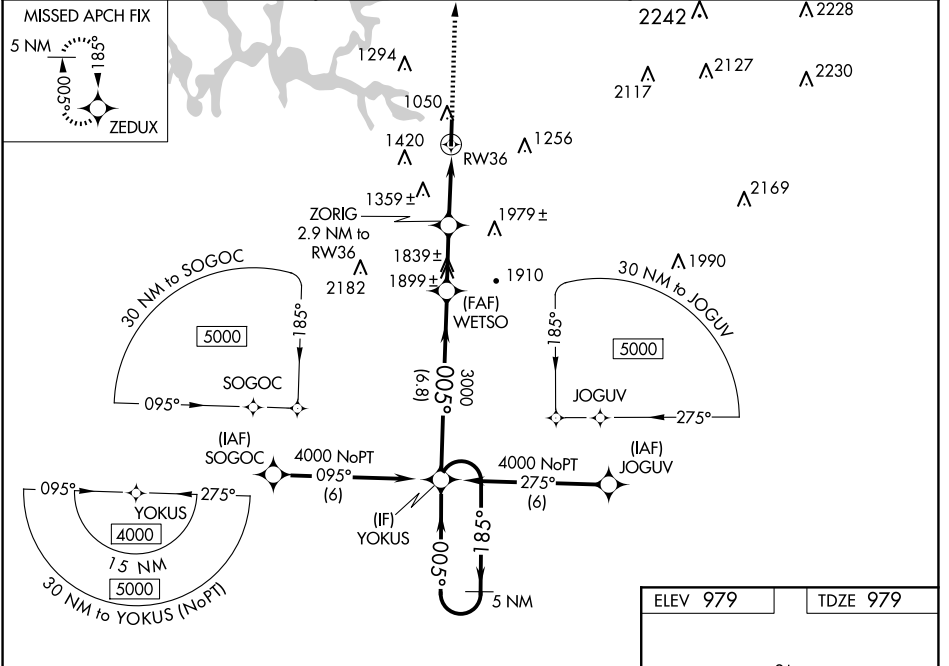 MISSED APCH FIX
5 NM
185°
005°
ZEDUX
2242
2228
1294
2117
2127
2230
1050
1420
RW36
1256
1359 ±
2169
ZORIG
2.9 NM to
RW36
1979 ±
1839 ±
1899 ±
2182
1910
1990
(FAF)
WETSO
30 NM to SOGOC
5000
185°
SOGOC
095°
30 NM to JOGUV
185°
5000
JOGUV
275°
3000
005°
(6.8)
(IAF)
SOGOC
4000 NoPT
095°
(6)
4000 NoPT
275°
(6)
(IAF)
JOGUV
(IF)
YOKUS
095°
275°
YOKUS
4000
15 NM
5000
30 NM to YOKUS (NoPT)
005°
185°
5 NM
ELEV 979
TDZE 979